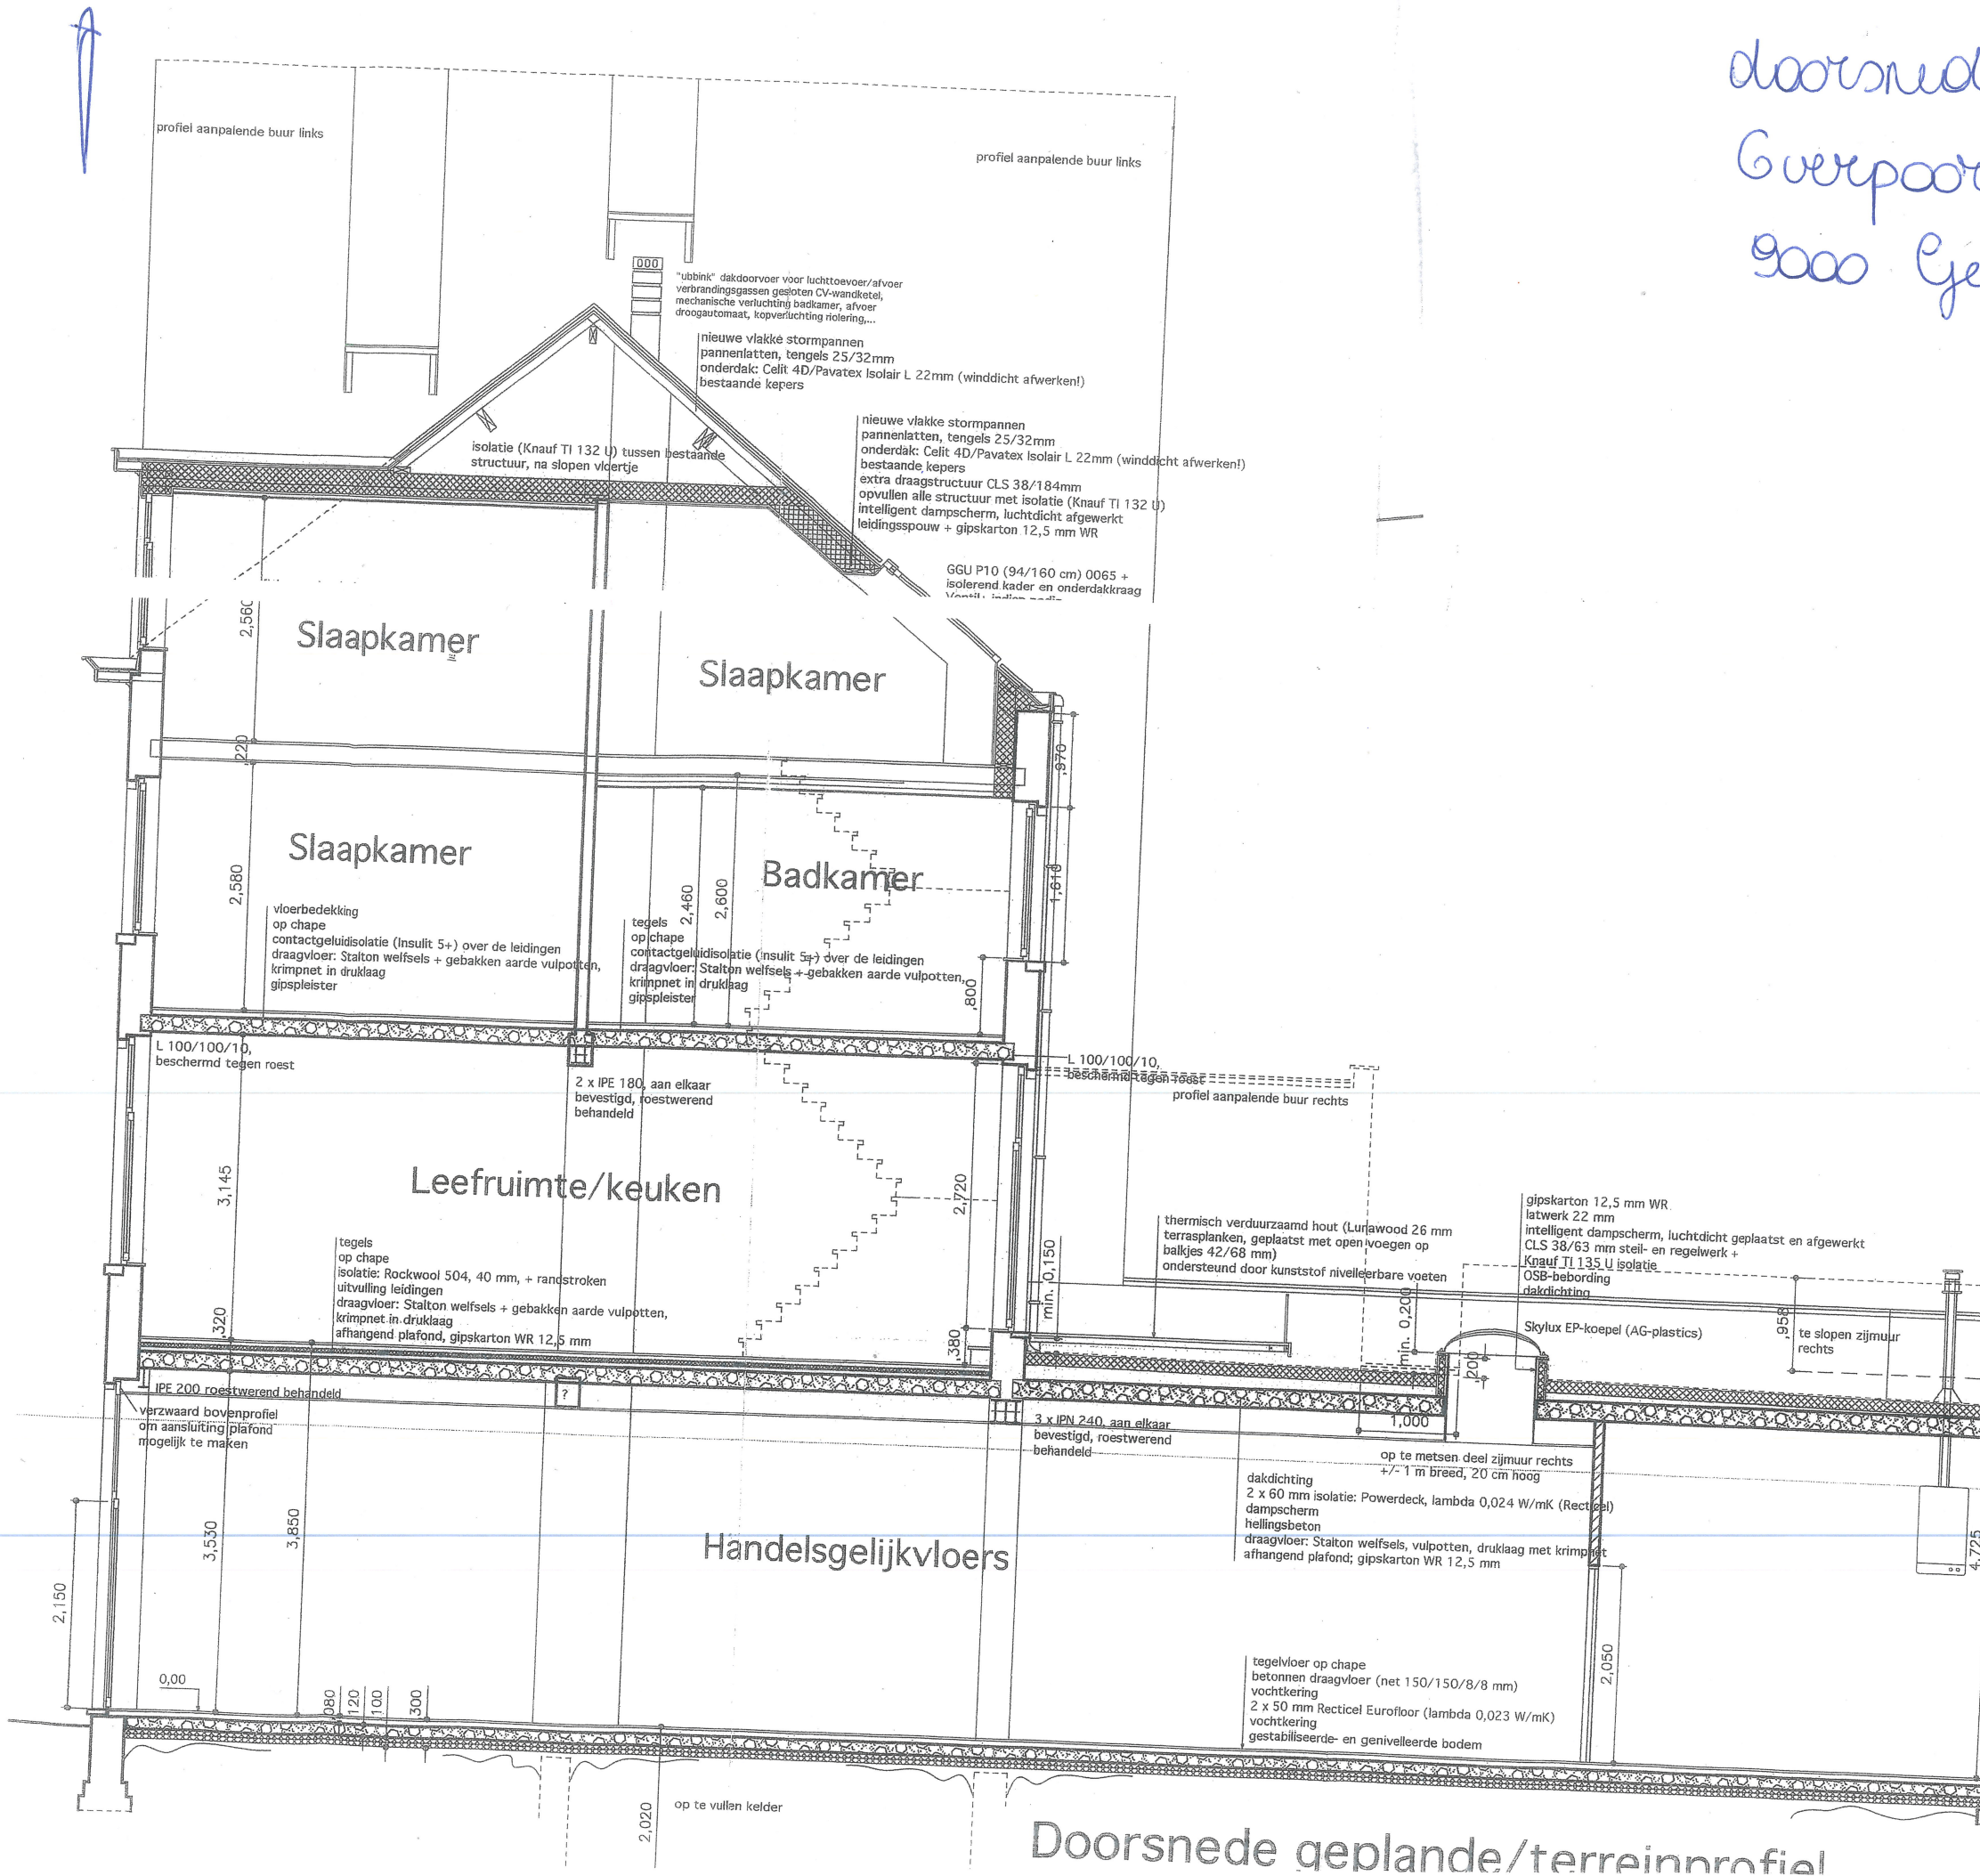 doorsned
Overpoor
9000 Ge
profiel aanpalende buur links
profiel aanpalende buur links
"ubbink" dakdoorvoer voor luchttoevoer/afvoer
verbrandingsgassen gesloten CV-wandketel,
mechanische verluchting badkamer, afvoer
droogautomaat, kopverluchting riolering,...
nieuwe vlakke stormpannen
pannenlatten, tengels 25/32mm
onderdak: Celit 4D/Pavatex Isolair L 22mm (winddicht afwerken!)
bestaande kepers
nieuwe vlakke stormpannen
pannenlatten, tengels 25/32mm
onderdak: Celit 4D/Pavatex Isolair L 22mm (winddicht afwerken!)
bestaande kepers
extra draagstructuur CLS 38/184mm
opvullen alle structuur met isolatie (Knauf TI 132 U)
intelligent dampscherm, luchtdicht afgewerkt
leidingsspouw + gipskarton 12,5 mm WR
isolatie (Knauf TI 132 U) tussen bestaande
structuur, na slopen vloertje
GGU P10 (94/160 cm) 0065 +
isolerend kader en onderdakkraag
2,560
Slaapkamer
Slaapkamer
,220
,970
Slaapkamer
Badkamer
2,580
2,460
2,600
1,610
,800
vloerbedekking
op chape
contactgeluidisolatie (Insulit 5+) over de leidingen
draagvloer: Stalton welfsels + gebakken aarde vulpotten,
krimpnet in druklaag
gipspleister
tegels
op chape
contactgeluidisolatie (Insulit 5+) over de leidingen
draagvloer: Stalton welfsels + gebakken aarde vulpotten,
krimpnet in druklaag
gipspleister
L 100/100/10,
beschermd tegen roest
2 x IPE 180, aan elkaar
bevestigd, roestwerend
behandeld
L 100/100/10,
beschermd tegen roest
profiel aanpalende buur rechts
3,145
Leefruimte/keuken
2,720
,320
,380
tegels
op chape
isolatie: Rockwool 504, 40 mm, + randstroken
uitvulling leidingen
draagvloer: Stalton welfsels + gebakken aarde vulpotten,
krimpnet in druklaag
afhangend plafond, gipskarton WR 12,5 mm
min. 0,150
thermisch verduurzaamd hout (Lunawood 26 mm
terrasplanken, geplaatst met open voegen op
balkjes 42/68 mm)
ondersteund door kunststof nivelleerbare voeten
gipskarton 12,5 mm WR
latwerk 22 mm
intelligent dampscherm, luchtdicht geplaatst en afgewerkt
CLS 38/63 mm steil- en regelwerk +
Knauf TI 135 U isolatie
OSB-bebording
dakdichting
min. 0,200
,200
Skylux EP-koepel (AG-plastics)
,958
te slopen zijmuur
rechts
1,000
IPE 200 roestwerend behandeld
?
verzwaard bovenprofiel
om aansluiting plafond
mogelijk te maken
3 x IPN 240, aan elkaar
bevestigd, roestwerend
behandeld
op te metsen deel zijmuur rechts
+/- 1 m breed, 20 cm hoog
dakdichting
2 x 60 mm isolatie: Powerdeck, lambda 0,024 W/mK (Recticel)
dampscherm
hellingsbeton
draagvloer: Stalton welfsels, vulpotten, druklaag met krimpnet
afhangend plafond; gipskarton WR 12,5 mm
Handelsgelijkvloers
2,150
3,530
3,850
4,725
2,050
0,00
,080
,120
,100
,300
tegelvloer op chape
betonnen draagvloer (net 150/150/8/8 mm)
vochtkering
2 x 50 mm Recticel Eurofloor (lambda 0,023 W/mK)
vochtkering
gestabiliseerde- en genivelleerde bodem
2,020
op te vullen kelder
Doorsnede geplande/terreinprofiel